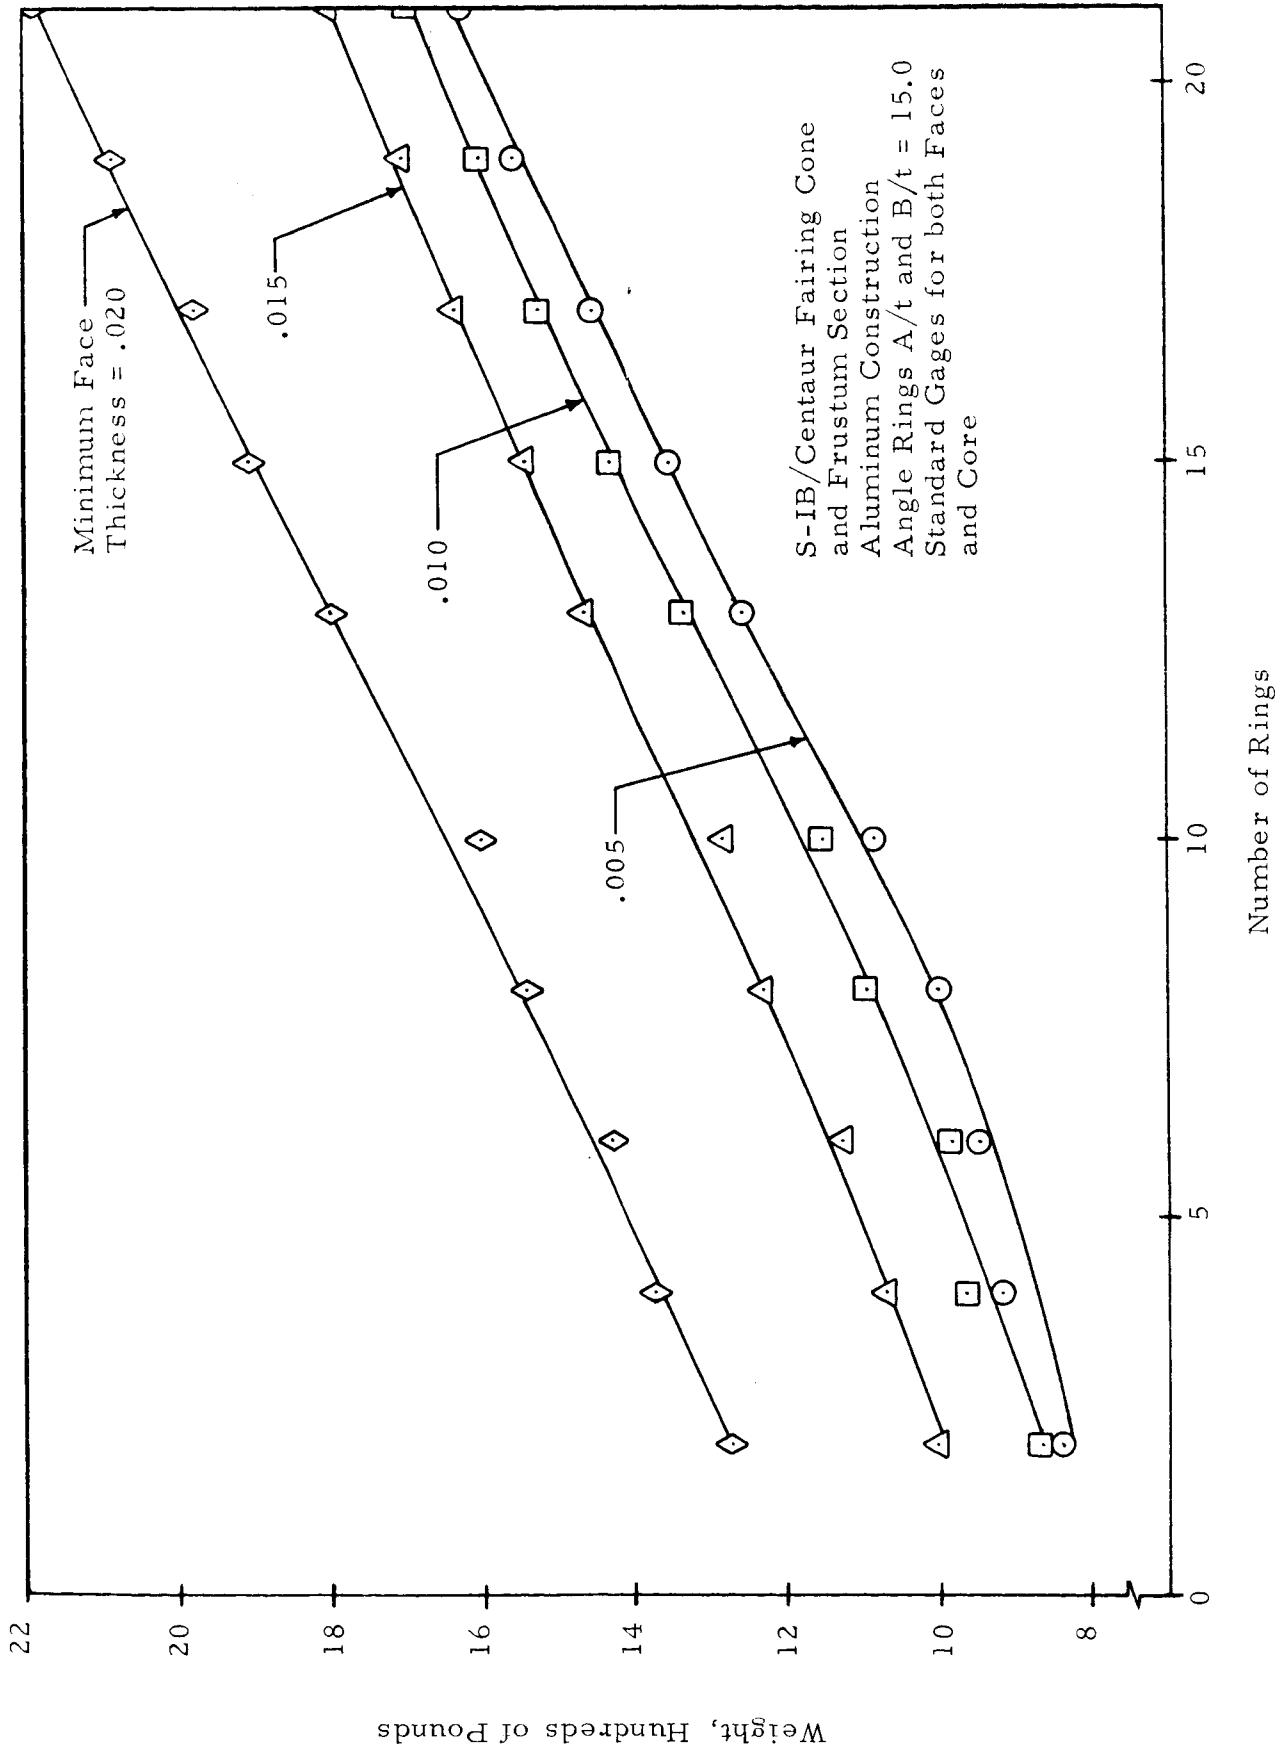 Minimum Face
Thickness = .020
.015
.010
.005
S-IB/Centaur Fairing Cone
and Frustum Section
Aluminum Construction
Angle Rings A/t and B/t = 15.0
Standard Gages for both Faces
and Core
22
20
18
16
14
12
10
8
Weight, Hundreds of Pounds
0
5
10
15
20
Number of Rings